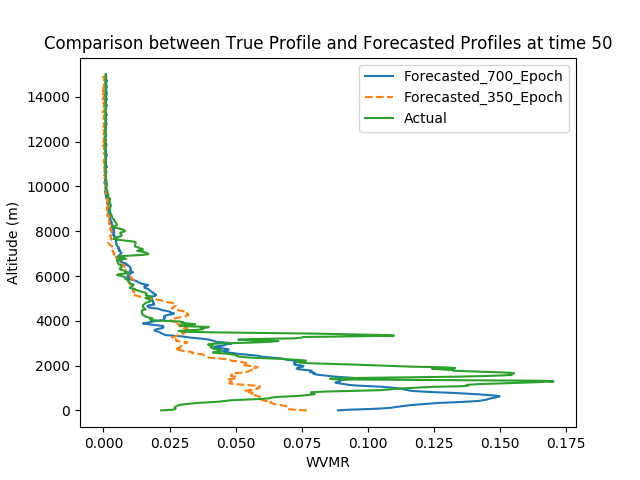 Comparison between True Profile and Forecasted Profiles at time 50
Forecasted_700_Epoch
Forecasted_350_Epoch
Actual
Altitude (m)
14000
12000
10000
8000
6000
4000
2000
0
0.000 0.025 0.050 0.075 0.100 0.125 0.150 0.175
WVMR